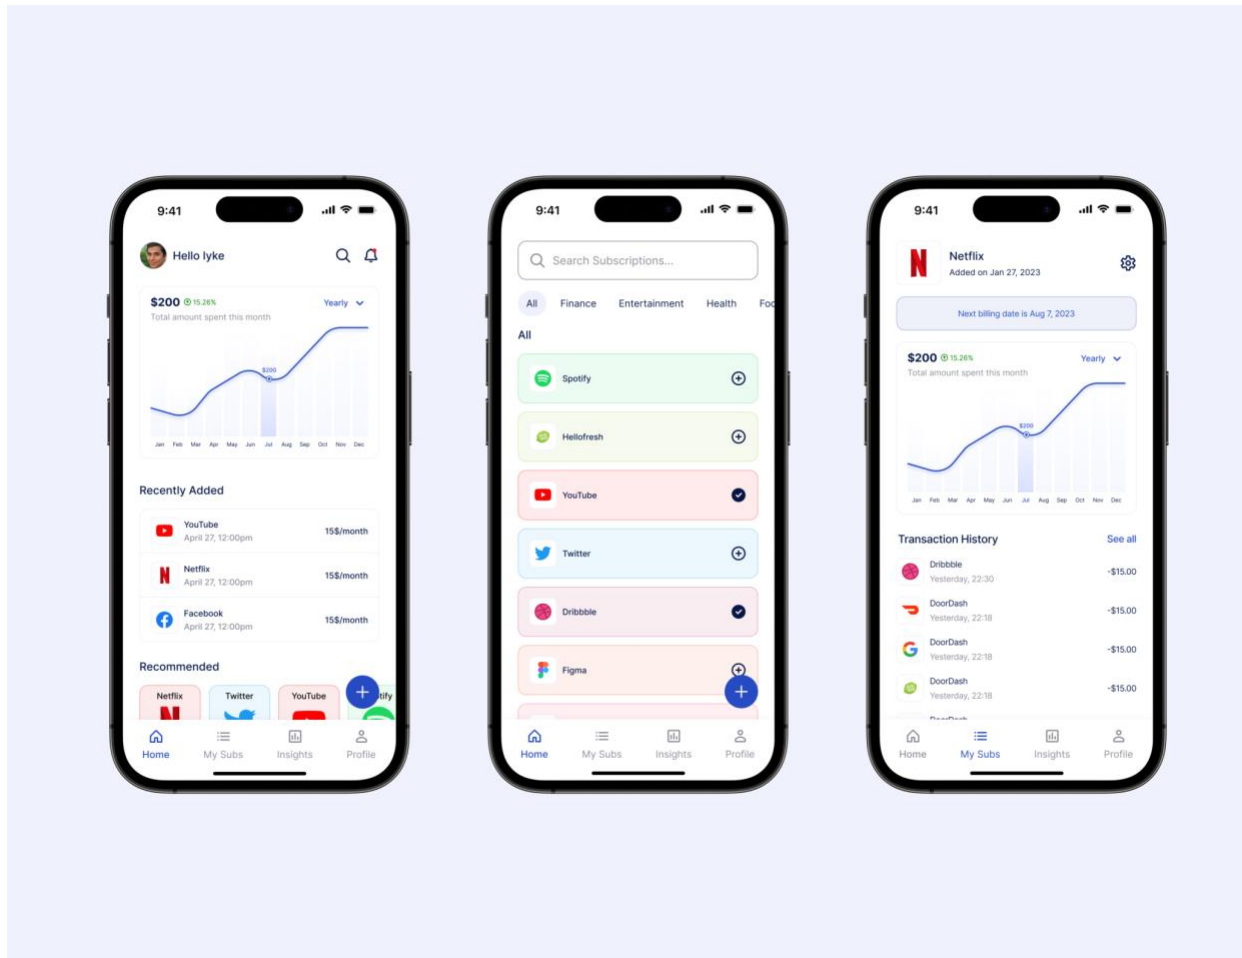 9:41
Hello Iyke
$200 15.26%
Yearly
Total amount spent this month
$200
Jan Feb Mar Apr May Jun Jul Aug Sep Oct Nov Dec
Recently Added
YouTube
April 27, 12:00pm
15$/month
Netflix
April 27, 12:00pm
15$/month
Facebook
April 27, 12:00pm
15$/month
Recommended
Netflix Twitter YouTube tify
Home My Subs Insights Profile
9:41
Search Subscriptions...
All Finance Entertainment Health Foo
All
Spotify
Hellofresh
YouTube
Twitter
Dribbble
Figma
Home My Subs Insights Profile
9:41
Netflix
Added on Jan 27, 2023
Next billing date is Aug 7, 2023
$200 15.26%
Yearly
Total amount spent this month
$200
Jan Feb Mar Apr May Jun Jul Aug Sep Oct Nov Dec
Transaction History See all
Dribbble
Yesterday, 22:30
-$15.00
DoorDash
Yesterday, 22:18
-$15.00
DoorDash
Yesterday, 22:18
-$15.00
DoorDash
Yesterday, 22:18
-$15.00
DoorDash
Home My Subs Insights Profile